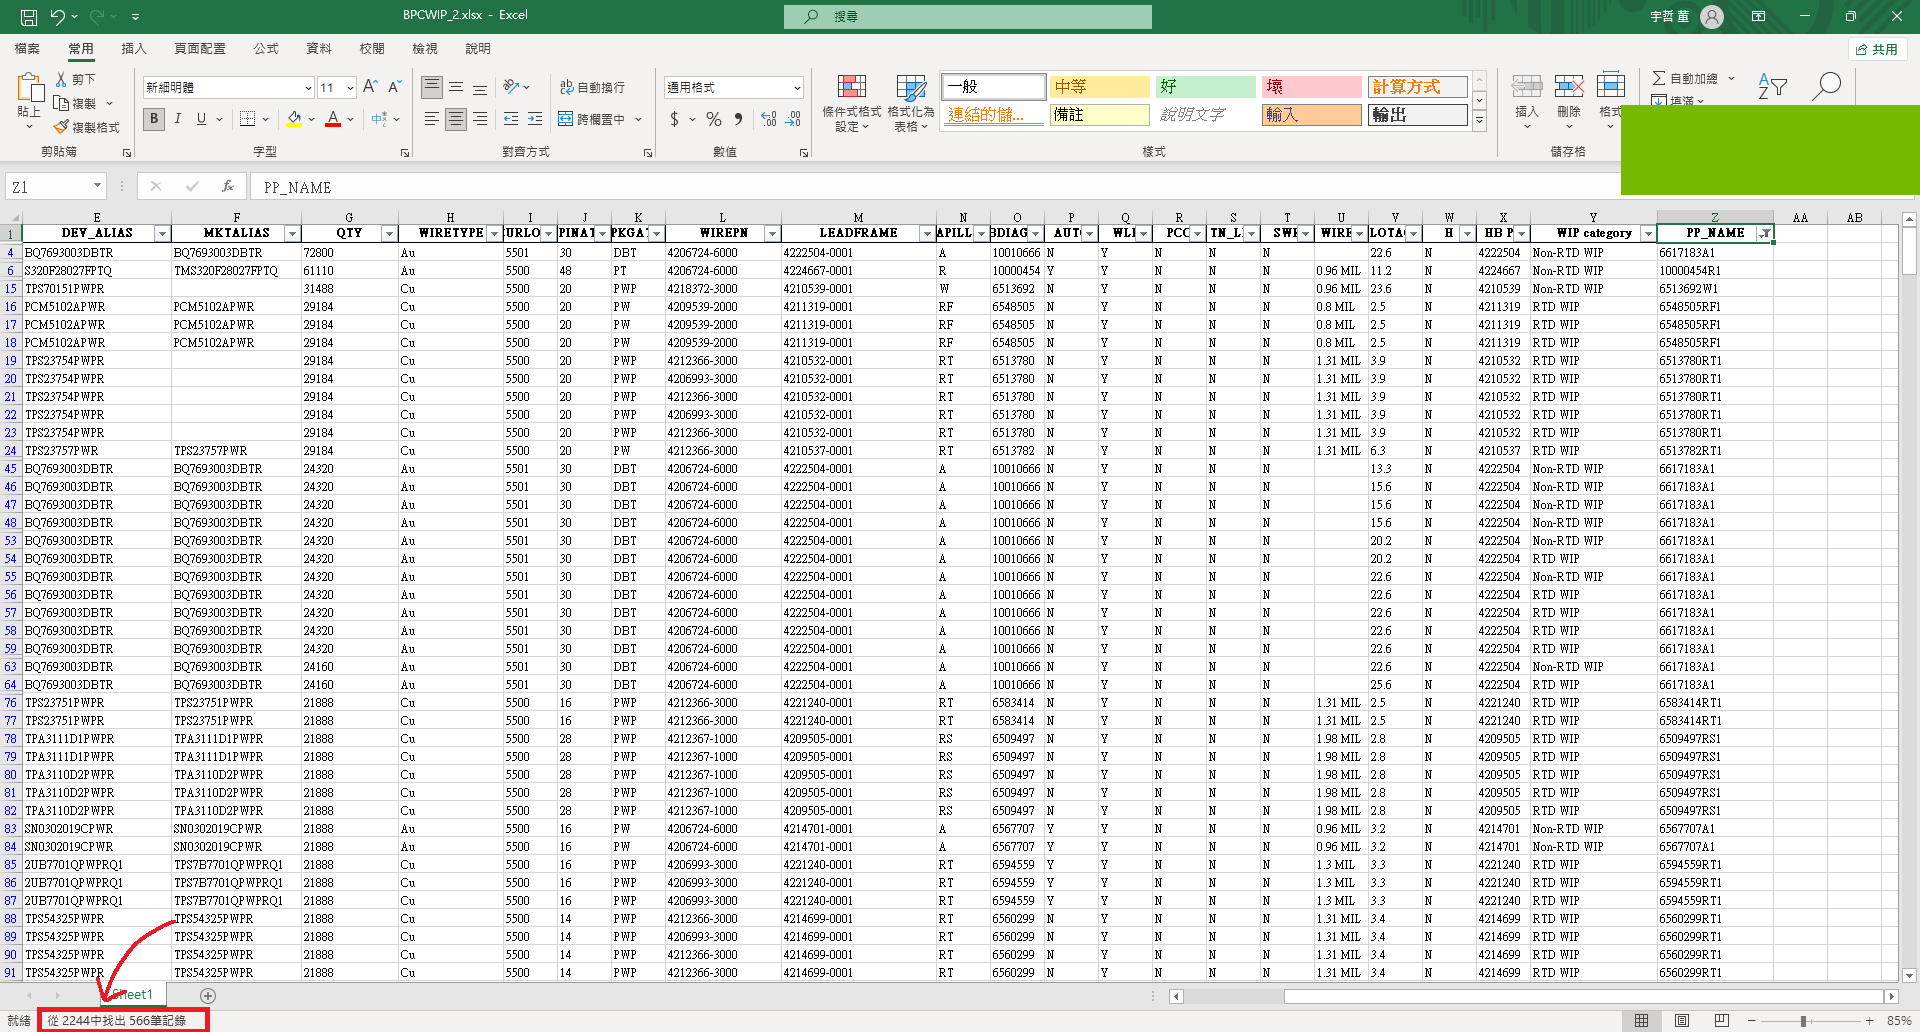 BPCWIP_2.xlsx - Excel
搜尋
宇哲 董
檔案 常用 插入 頁面配置 公式 資料 校閱 檢視 說明
共用
貼上
剪下
複製
複製格式
剪貼簿
新細明體 11
B I U
字型
自動換行
跨欄置中
對齊方式
通用格式
數值
條件式格式設定
格式化為表格
一般 中等 好 壞 計算方式
連結的儲... 備註 說明文字 輸入 輸出
樣式
插入 刪除 格式
儲存格
自動加總
填滿
Z1 fx PP_NAME
E F G H I J K L M N O P Q R S T U V W X Y Z AA AB
1 DEV_ALIAS MKTALIAS QTY WIRETYPE URLO PINAT PKGAT WIREPN LEADFRAME APILL BDIAG AUT WLI PCC TN_L SWR WIRE LOTA H HB P WIP category PP_NAME
4 BQ7693003DBTR BQ7693003DBTR 72800 Au 5501 30 DBT 4206724-6000 4222504-0001 A 10010666 N Y N N N 22.6 N 4222504 Non-RTD WIP 6617183A1
6 S320F28027FPTQ TMS320F28027FPTQ 61110 Au 5500 48 PT 4206724-6000 4224667-0001 R 10000454 Y Y N N N 0.96 MIL 11.2 N 4224667 Non-RTD WIP 10000454R1
15 TPS70151PWPR 31488 Cu 5500 20 PWP 4218372-3000 4210539-0001 W 6513692 N Y N N N 0.96 MIL 23.6 N 4210539 Non-RTD WIP 6513692W1
16 PCM5102APWR PCM5102APWR 29184 Cu 5500 20 PW 4209539-2000 4211319-0001 RF 6548505 N Y N N N 0.8 MIL 2.5 N 4211319 RTD WIP 6548505RF1
17 PCM5102APWR PCM5102APWR 29184 Cu 5500 20 PW 4209539-2000 4211319-0001 RF 6548505 N Y N N N 0.8 MIL 2.5 N 4211319 RTD WIP 6548505RF1
18 PCM5102APWR PCM5102APWR 29184 Cu 5500 20 PW 4209539-2000 4211319-0001 RF 6548505 N Y N N N 0.8 MIL 2.5 N 4211319 RTD WIP 6548505RF1
19 TPS23754PWPR 29184 Cu 5500 20 PWP 4212366-3000 4210532-0001 RT 6513780 N Y N N N 1.31 MIL 3.9 N 4210532 RTD WIP 6513780RT1
20 TPS23754PWPR 29184 Cu 5500 20 PWP 4206993-3000 4210532-0001 RT 6513780 N Y N N N 1.31 MIL 3.9 N 4210532 RTD WIP 6513780RT1
21 TPS23754PWPR 29184 Cu 5500 20 PWP 4212366-3000 4210532-0001 RT 6513780 N Y N N N 1.31 MIL 3.9 N 4210532 RTD WIP 6513780RT1
22 TPS23754PWPR 29184 Cu 5500 20 PWP 4206993-3000 4210532-0001 RT 6513780 N Y N N N 1.31 MIL 3.9 N 4210532 RTD WIP 6513780RT1
23 TPS23754PWPR 29184 Cu 5500 20 PWP 4212366-3000 4210532-0001 RT 6513780 N Y N N N 1.31 MIL 3.9 N 4210532 RTD WIP 6513780RT1
24 TPS23757PWR TPS23757PWR 29184 Cu 5500 20 PW 4212366-3000 4210537-0001 RT 6513782 N Y N N N 1.31 MIL 6.3 N 4210537 RTD WIP 6513782RT1
45 BQ7693003DBTR BQ7693003DBTR 24320 Au 5501 30 DBT 4206724-6000 4222504-0001 A 10010666 N Y N N N 13.3 N 4222504 Non-RTD WIP 6617183A1
46 BQ7693003DBTR BQ7693003DBTR 24320 Au 5501 30 DBT 4206724-6000 4222504-0001 A 10010666 N Y N N N 15.6 N 4222504 Non-RTD WIP 6617183A1
47 BQ7693003DBTR BQ7693003DBTR 24320 Au 5501 30 DBT 4206724-6000 4222504-0001 A 10010666 N Y N N N 15.6 N 4222504 Non-RTD WIP 6617183A1
48 BQ7693003DBTR BQ7693003DBTR 24320 Au 5501 30 DBT 4206724-6000 4222504-0001 A 10010666 N Y N N N 15.6 N 4222504 Non-RTD WIP 6617183A1
53 BQ7693003DBTR BQ7693003DBTR 24320 Au 5501 30 DBT 4206724-6000 4222504-0001 A 10010666 N Y N N N 20.2 N 4222504 Non-RTD WIP 6617183A1
54 BQ7693003DBTR BQ7693003DBTR 24320 Au 5501 30 DBT 4206724-6000 4222504-0001 A 10010666 N Y N N N 20.2 N 4222504 RTD WIP 6617183A1
55 BQ7693003DBTR BQ7693003DBTR 24320 Au 5501 30 DBT 4206724-6000 4222504-0001 A 10010666 N Y N N N 22.6 N 4222504 Non-RTD WIP 6617183A1
56 BQ7693003DBTR BQ7693003DBTR 24320 Au 5501 30 DBT 4206724-6000 4222504-0001 A 10010666 N Y N N N 22.6 N 4222504 RTD WIP 6617183A1
57 BQ7693003DBTR BQ7693003DBTR 24320 Au 5501 30 DBT 4206724-6000 4222504-0001 A 10010666 N Y N N N 22.6 N 4222504 RTD WIP 6617183A1
58 BQ7693003DBTR BQ7693003DBTR 24320 Au 5501 30 DBT 4206724-6000 4222504-0001 A 10010666 N Y N N N 22.6 N 4222504 RTD WIP 6617183A1
59 BQ7693003DBTR BQ7693003DBTR 24320 Au 5501 30 DBT 4206724-6000 4222504-0001 A 10010666 N Y N N N 22.6 N 4222504 RTD WIP 6617183A1
63 BQ7693003DBTR BQ7693003DBTR 24160 Au 5501 30 DBT 4206724-6000 4222504-0001 A 10010666 N Y N N N 22.6 N 4222504 Non-RTD WIP 6617183A1
64 BQ7693003DBTR BQ7693003DBTR 24160 Au 5501 30 DBT 4206724-6000 4222504-0001 A 10010666 N Y N N N 25.6 N 4222504 RTD WIP 6617183A1
76 TPS23751PWPR TPS23751PWPR 21888 Cu 5500 16 PWP 4212366-3000 4221240-0001 RT 6583414 N Y N N N 1.31 MIL 2.5 N 4221240 RTD WIP 6583414RT1
77 TPS23751PWPR TPS23751PWPR 21888 Cu 5500 16 PWP 4212366-3000 4221240-0001 RT 6583414 N Y N N N 1.31 MIL 2.5 N 4221240 RTD WIP 6583414RT1
78 TPA3111D1PWPR TPA3111D1PWPR 21888 Cu 5500 28 PWP 4212367-1000 4209505-0001 RS 6509497 N Y N N N 1.98 MIL 2.8 N 4209505 RTD WIP 6509497RS1
79 TPA3111D1PWPR TPA3111D1PWPR 21888 Cu 5500 28 PWP 4212367-1000 4209505-0001 RS 6509497 N Y N N N 1.98 MIL 2.8 N 4209505 RTD WIP 6509497RS1
80 TPA3110D2PWPR TPA3110D2PWPR 21888 Cu 5500 28 PWP 4212367-1000 4209505-0001 RS 6509497 N Y N N N 1.98 MIL 2.8 N 4209505 RTD WIP 6509497RS1
81 TPA3110D2PWPR TPA3110D2PWPR 21888 Cu 5500 28 PWP 4212367-1000 4209505-0001 RS 6509497 N Y N N N 1.98 MIL 2.8 N 4209505 RTD WIP 6509497RS1
82 TPA3110D2PWPR TPA3110D2PWPR 21888 Cu 5500 28 PWP 4212367-1000 4209505-0001 RS 6509497 N Y N N N 1.98 MIL 2.8 N 4209505 RTD WIP 6509497RS1
83 SN0302019CPWR SN0302019CPWR 21888 Au 5500 16 PW 4206724-6000 4214701-0001 A 6567707 Y Y N N N 0.96 MIL 3.2 N 4214701 Non-RTD WIP 6567707A1
84 SN0302019CPWR SN0302019CPWR 21888 Au 5500 16 PW 4206724-6000 4214701-0001 A 6567707 Y Y N N N 0.96 MIL 3.2 N 4214701 Non-RTD WIP 6567707A1
85 2UB7701QPWPRQ1 TPS7B7701QPWPRQ1 21888 Cu 5500 16 PWP 4206993-3000 4221240-0001 RT 6594559 Y Y N N N 1.3 MIL 3.3 N 4221240 RTD WIP 6594559RT1
86 2UB7701QPWPRQ1 TPS7B7701QPWPRQ1 21888 Cu 5500 16 PWP 4206993-3000 4221240-0001 RT 6594559 Y Y N N N 1.3 MIL 3.3 N 4221240 RTD WIP 6594559RT1
87 2UB7701QPWPRQ1 TPS7B7701QPWPRQ1 21888 Cu 5500 16 PWP 4206993-3000 4221240-0001 RT 6594559 Y Y N N N 1.3 MIL 3.3 N 4221240 RTD WIP 6594559RT1
88 TPS54325PWPR TPS54325PWPR 21888 Cu 5500 14 PWP 4212366-3000 4214699-0001 RT 6560299 N Y N N N 1.31 MIL 3.4 N 4214699 RTD WIP 6560299RT1
89 TPS54325PWPR TPS54325PWPR 21888 Cu 5500 14 PWP 4206993-3000 4214699-0001 RT 6560299 N Y N N N 1.31 MIL 3.4 N 4214699 RTD WIP 6560299RT1
90 TPS54325PWPR TPS54325PWPR 21888 Cu 5500 14 PWP 4212366-3000 4214699-0001 RT 6560299 N Y N N N 1.31 MIL 3.4 N 4214699 RTD WIP 6560299RT1
91 TPS54325PWPR TPS54325PWPR 21888 Cu 5500 14 PWP 4212366-3000 4214699-0001 RT 6560299 N Y N N N 1.31 MIL 3.4 N 4214699 RTD WIP 6560299RT1
Sheet1
就緒 從 2244中找出 566筆記錄 85%